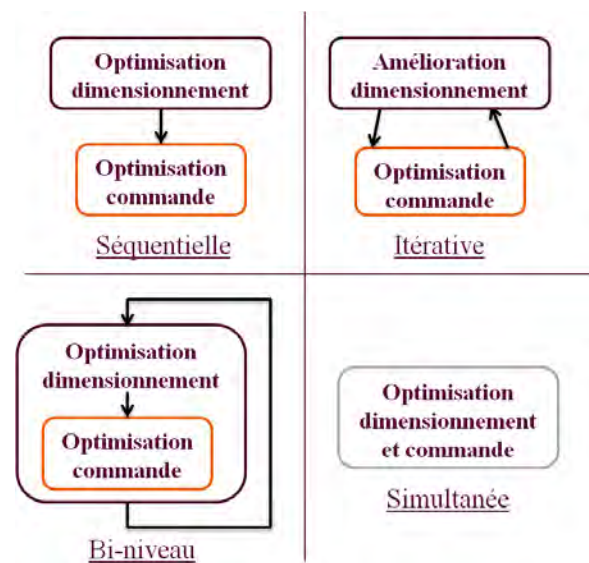 Optimisation
dimensionnement
Optimisation
commande
Séquentielle
Amélioration
dimensionnement
Optimisation
commande
Itérative
Optimisation
dimensionnement
Optimisation
commande
Bi-niveau
Optimisation
dimensionnement
et commande
Simultanée